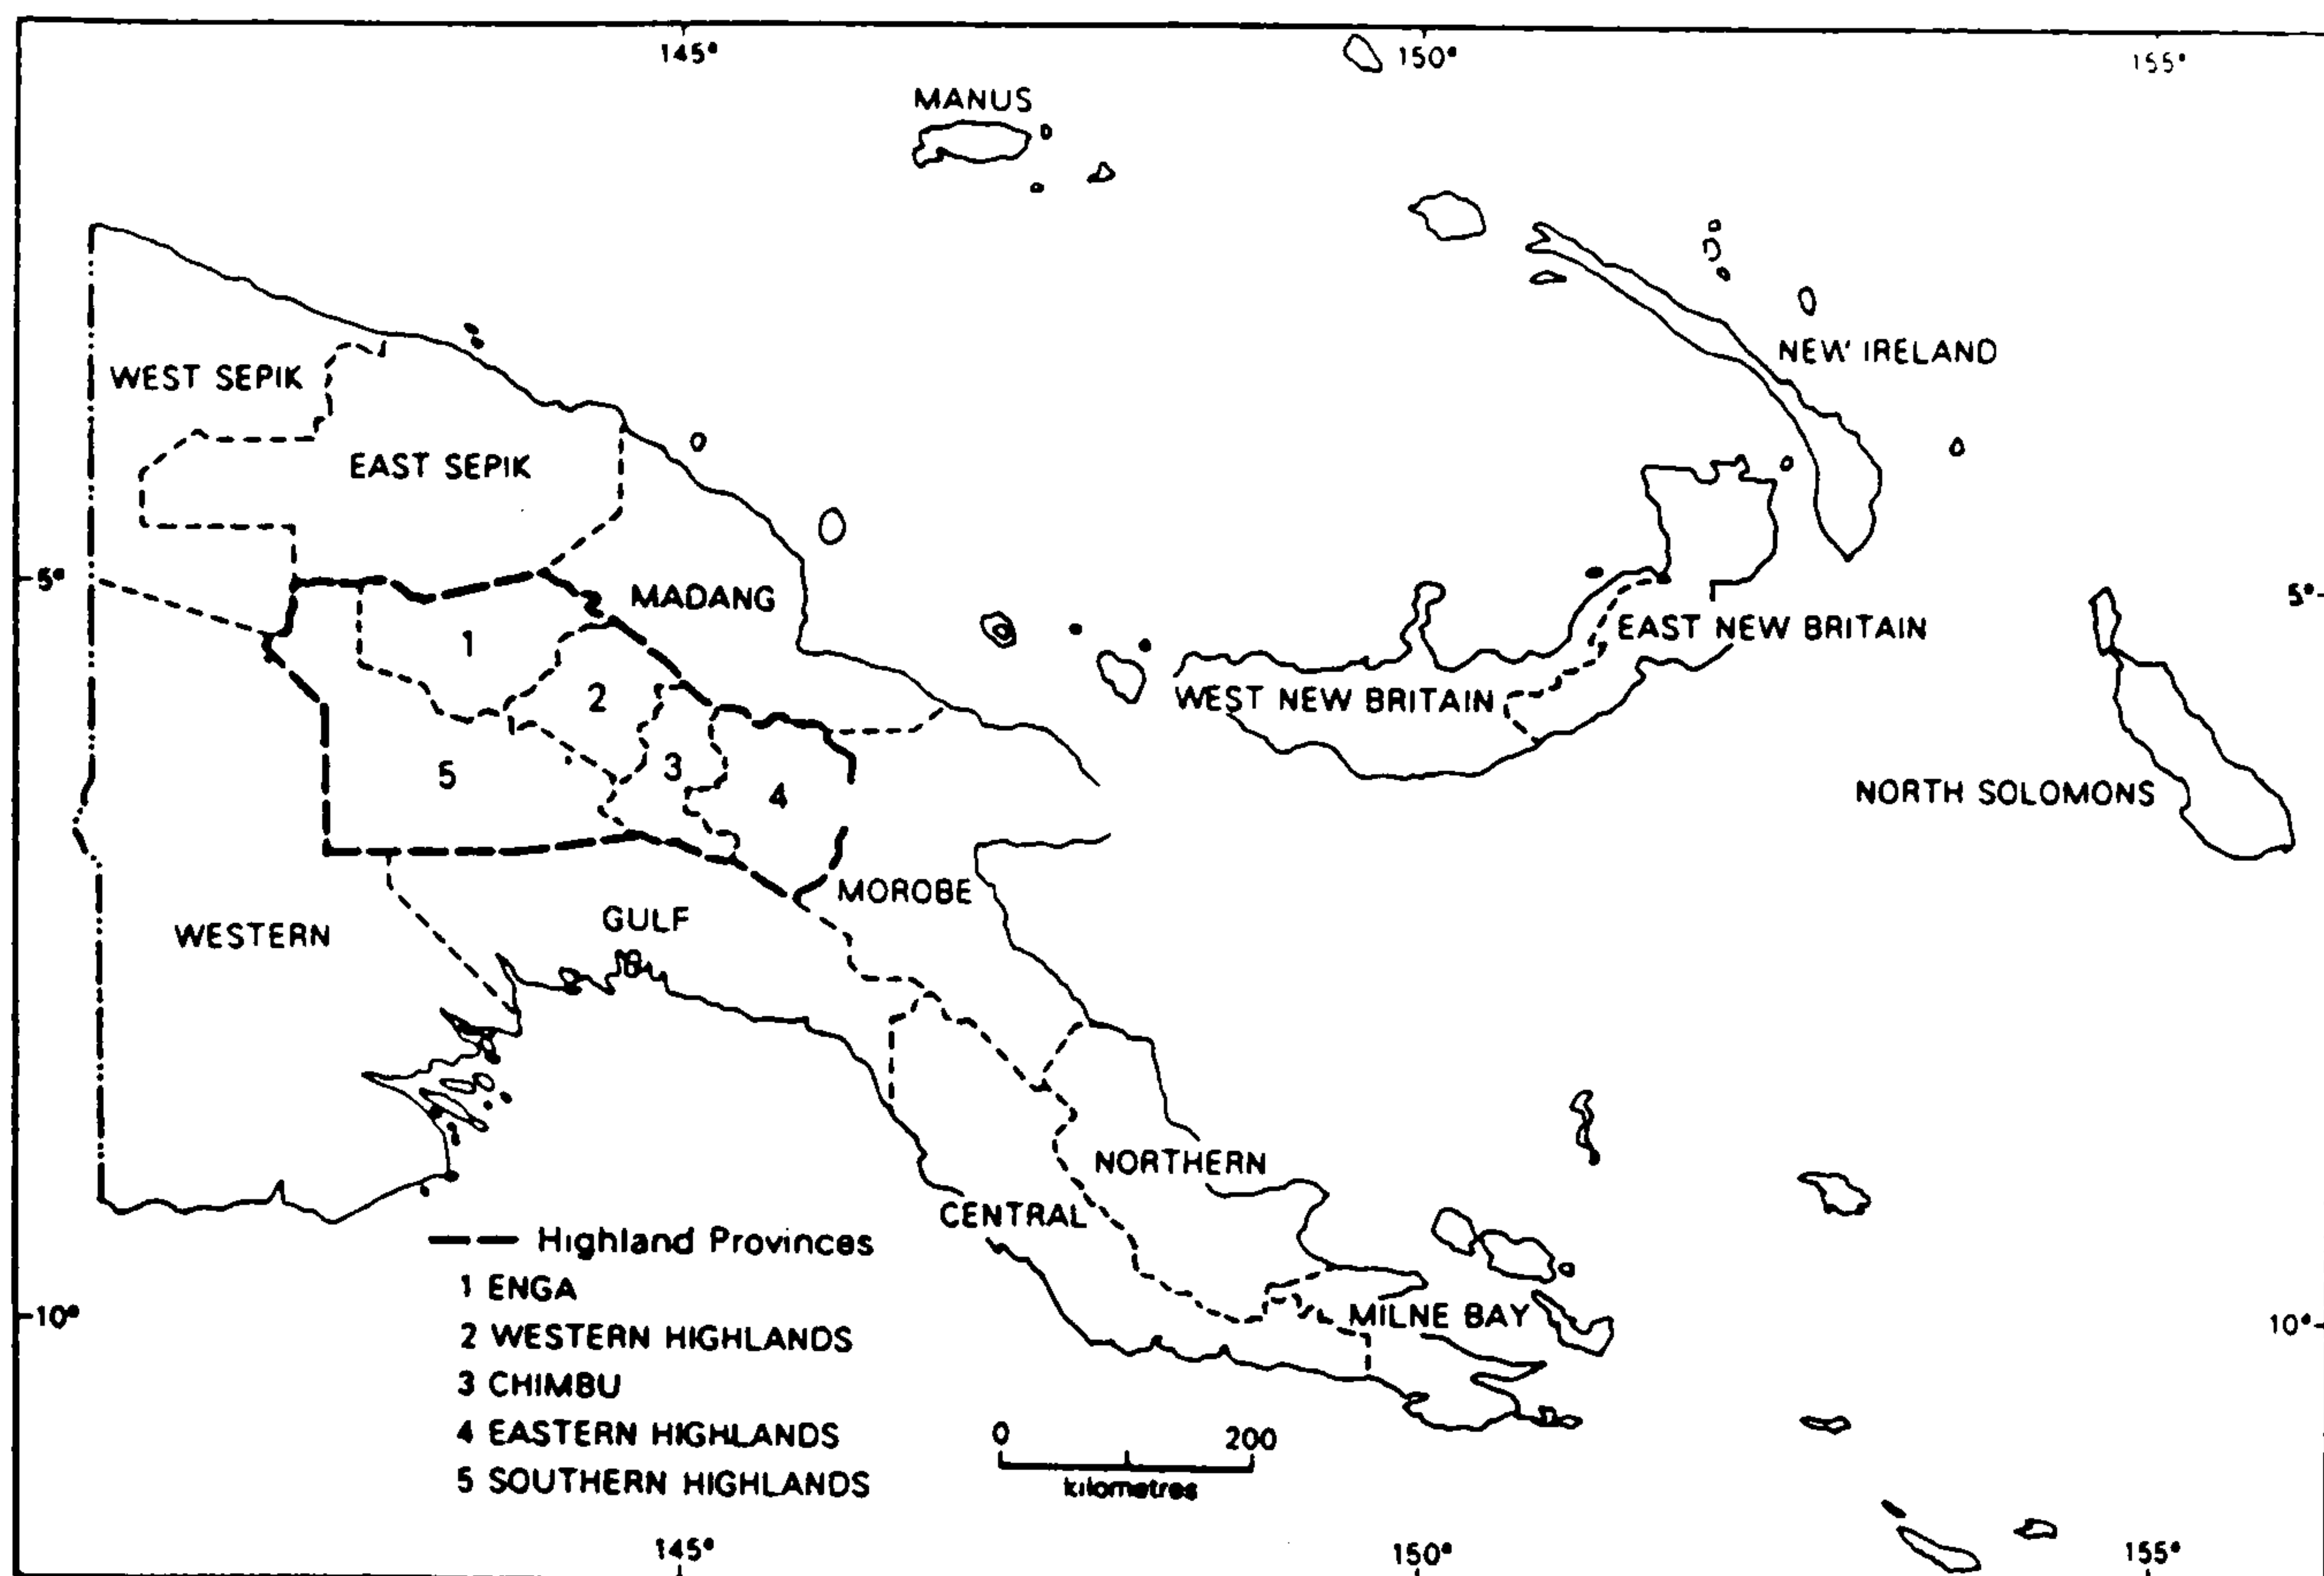 145°
150°
155°
MANUS
NEW IRELAND
WEST SEPIK
EAST SEPIK
5°
MADANG
5°
1
EAST NEW BRITAIN
2
WEST NEW BRITAIN
5
3
4
NORTH SOLOMONS
MOROBE
GULF
WESTERN
NORTHERN
CENTRAL
Highland Provinces
1 ENGA
10°
MILNE BAY
10°
2 WESTERN HIGHLANDS
3 CHIMBU
4 EASTERN HIGHLANDS
0 200
5 SOUTHERN HIGHLANDS
kilometres
145°
150°
155°